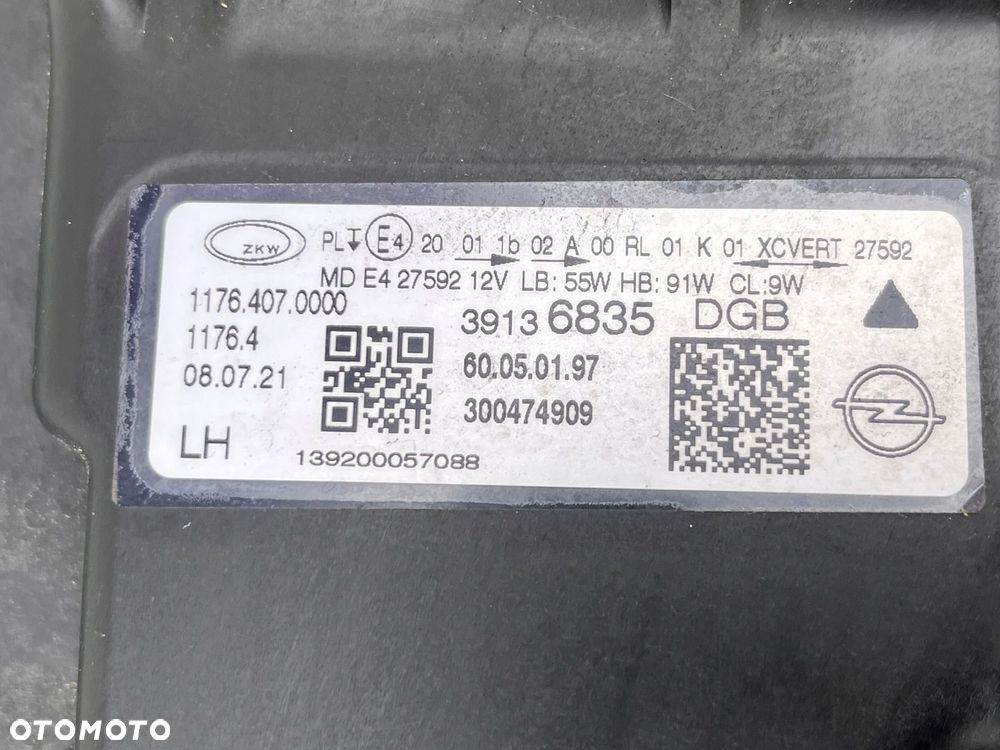 ZKW PL E4 20 01 1b 02 A 00 RL 01 K 01 XCVERT 27592
MD E4 27592 12V LB: 55W HB: 91W CL:9W
1176.407.0000
39136835 DGB
1176.4
60.05.01.97
08.07.21
300474909
LH
139200057088
OTOMOTO